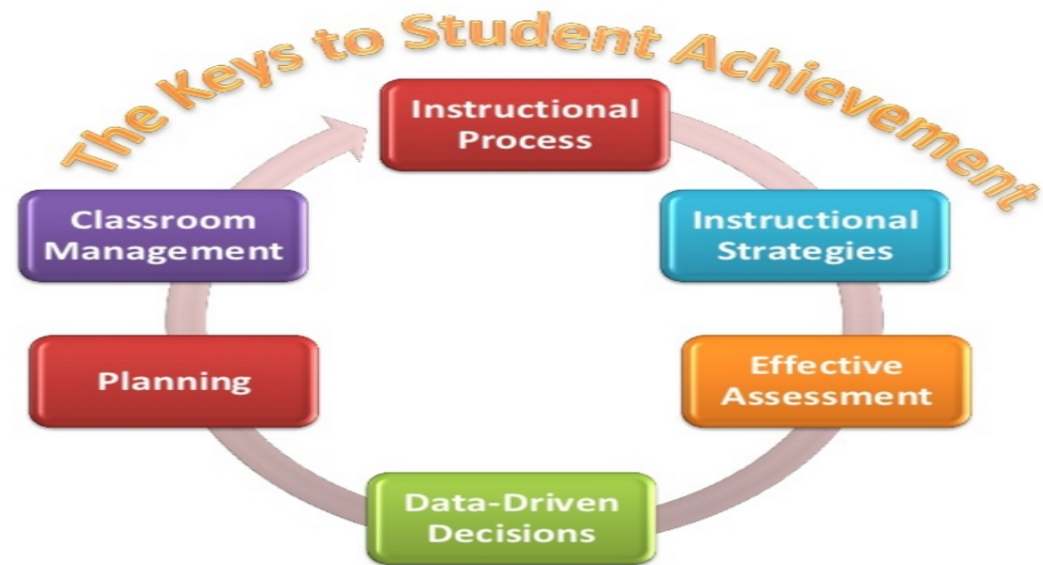 The Keys to Student Achievement
Instructional
Process
Instructional
Strategies
Effective
Assessment
Data-Driven
Decisions
Planning
Classroom
Management